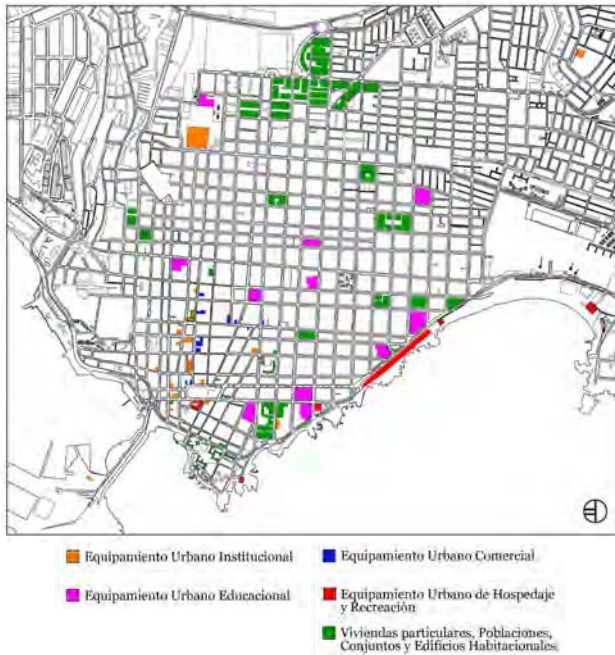 Equipamiento Urbano Institucional
Equipamiento Urbano Comercial
Equipamiento Urbano Educacional
Equipamiento Urbano de Hospedaje
y Recreación
Viviendas particulares, Poblaciones,
Conjuntos y Edificios Habitacionales.